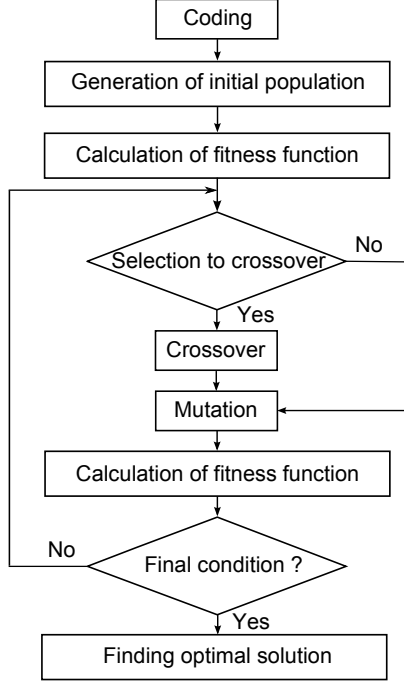 Coding
Generation of initial population
Calculation of fitness function
Selection to crossover
No
Yes
Crossover
Mutation
Calculation of fitness function
No
Final condition ?
Yes
Finding optimal solution